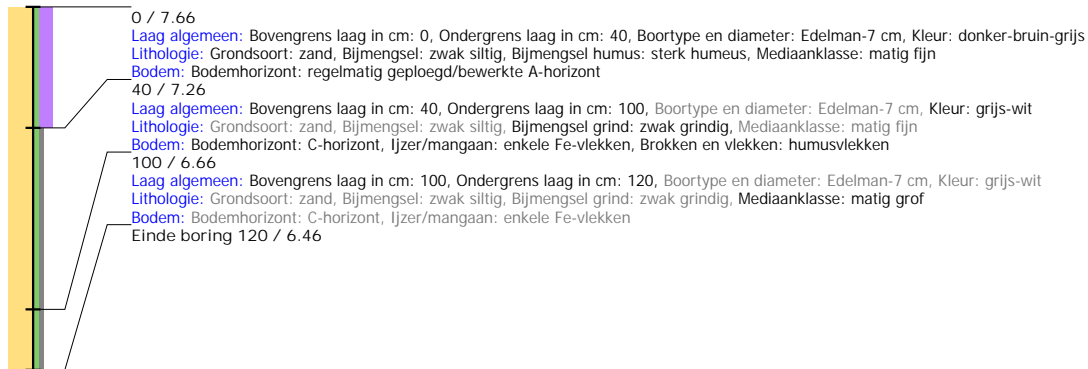 0 / 7.66
Laag algemeen: Bovengrens laag in cm: 0, Ondergrens laag in cm: 40, Boortype en diameter: Edelman-7 cm, Kleur: donker-bruin-grijs
Lithologie: Grondsoort: zand, Bijmengsel: zwak siltig, Bijmengsel humus: sterk humeus, Mediaanklasse: matig fijn
Bodem: Bodemhorizont: regelmatig geploegd/bewerkte A-horizont
40 / 7.26
Laag algemeen: Bovengrens laag in cm: 40, Ondergrens laag in cm: 100, Boortype en diameter: Edelman-7 cm, Kleur: grijs-wit
Lithologie: Grondsoort: zand, Bijmengsel: zwak siltig, Bijmengsel grind: zwak grindig, Mediaanklasse: matig fijn
Bodem: Bodemhorizont: C-horizont, Ijzer/mangaan: enkele Fe-vlekken, Brokken en vlekken: humusvlekken
100 / 6.66
Laag algemeen: Bovengrens laag in cm: 100, Ondergrens laag in cm: 120, Boortype en diameter: Edelman-7 cm, Kleur: grijs-wit
Lithologie: Grondsoort: zand, Bijmengsel: zwak siltig, Bijmengsel grind: zwak grindig, Mediaanklasse: matig grof
Bodem: Bodemhorizont: C-horizont, Ijzer/mangaan: enkele Fe-vlekken
Einde boring 120 / 6.46